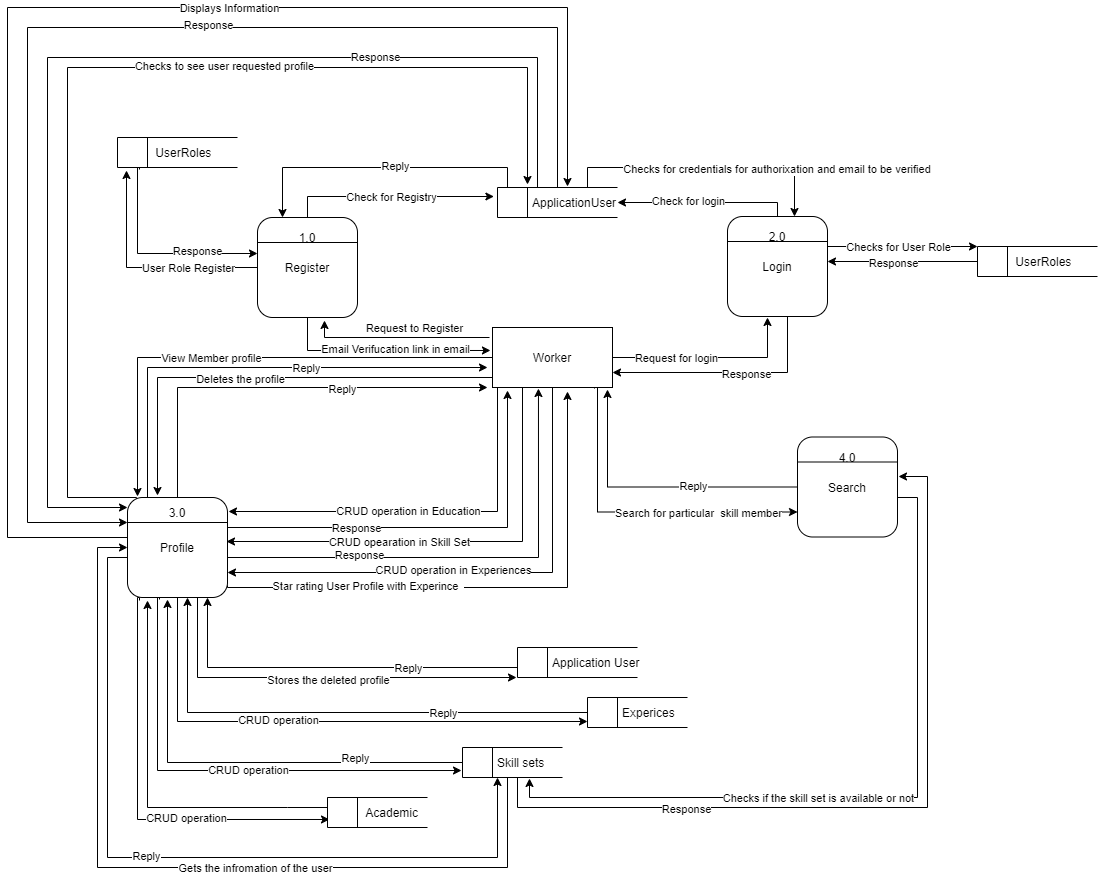 Displays Information
Response
Response
Checks to see user requested profile
UserRoles
Reply
Checks for credentials for authorixation and email to be verified
Check for Registry
ApplicationUser
Check for login
1.0
Register
2.0
Login
Response
User Role Register
Checks for User Role
Response
UserRoles
Request to Register
Email Verifucation link in email
Worker
View Member profile
Reply
Deletes the profile
Reply
Request for login
Response
4.0
Search
Reply
Search for particular skill member
3.0
Profile
CRUD operation in Education
Response
CRUD opearation in Skill Set
Response
CRUD operation in Experiences
Star rating User Profile with Experince
Reply
Application User
Stores the deleted profile
Reply
Experices
CRUD operation
Reply
Skill sets
CRUD operation
Checks if the skill set is available or not
Response
Academic
CRUD operation
Reply
Gets the infromation of the user